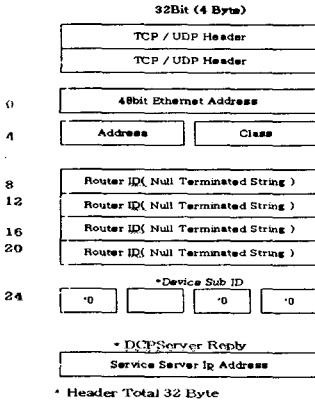 32Bit (4 Byte)
TCP / UDP Header
TCP / UDP Header
0 48bit Ethernet Address
4 Address Class
8 Router ID( Null Terminated String )
12 Router ID( Null Terminated String )
16 Router ID( Null Terminated String )
20 Router ID( Null Terminated String )
*Device Sub ID
24 '0 '0 '0
* DCPServer Reply
Service Server Ip Address
* Header Total 32 Byte